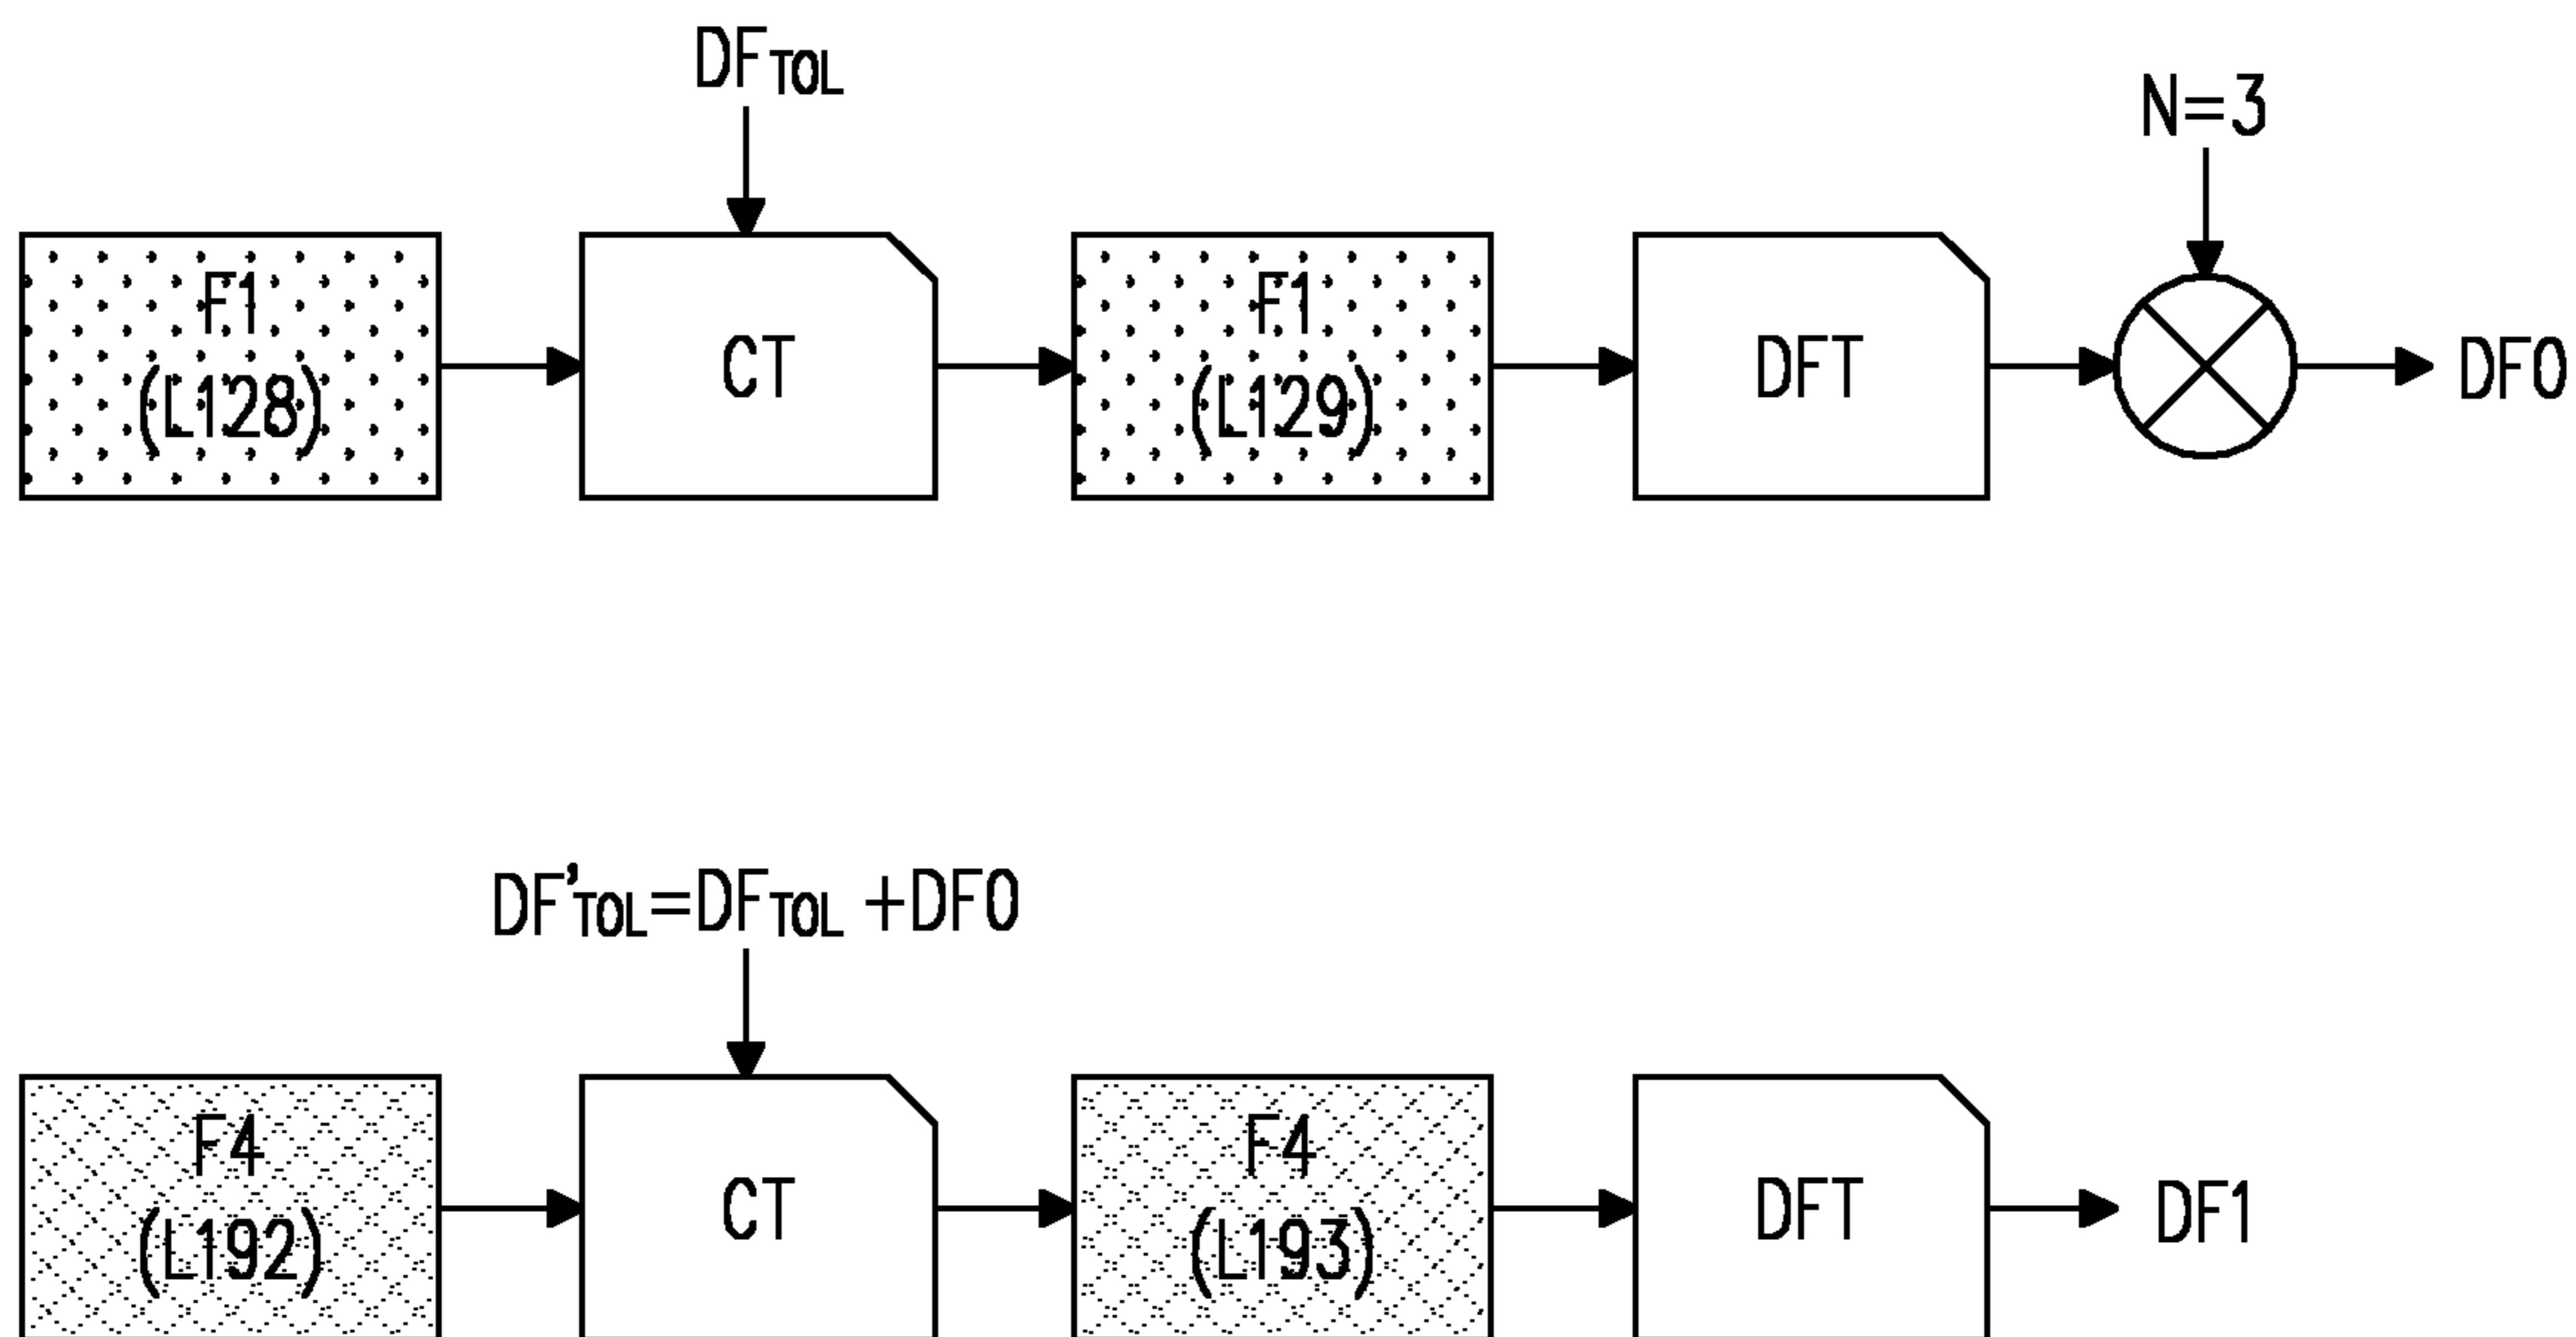 DF_TOL
N=3
F1
(L128)
CT
F1
(L129)
DFT
DF0
DF'_TOL=DF_TOL +DF0
F4
(L192)
CT
F4
(L193)
DFT
DF1